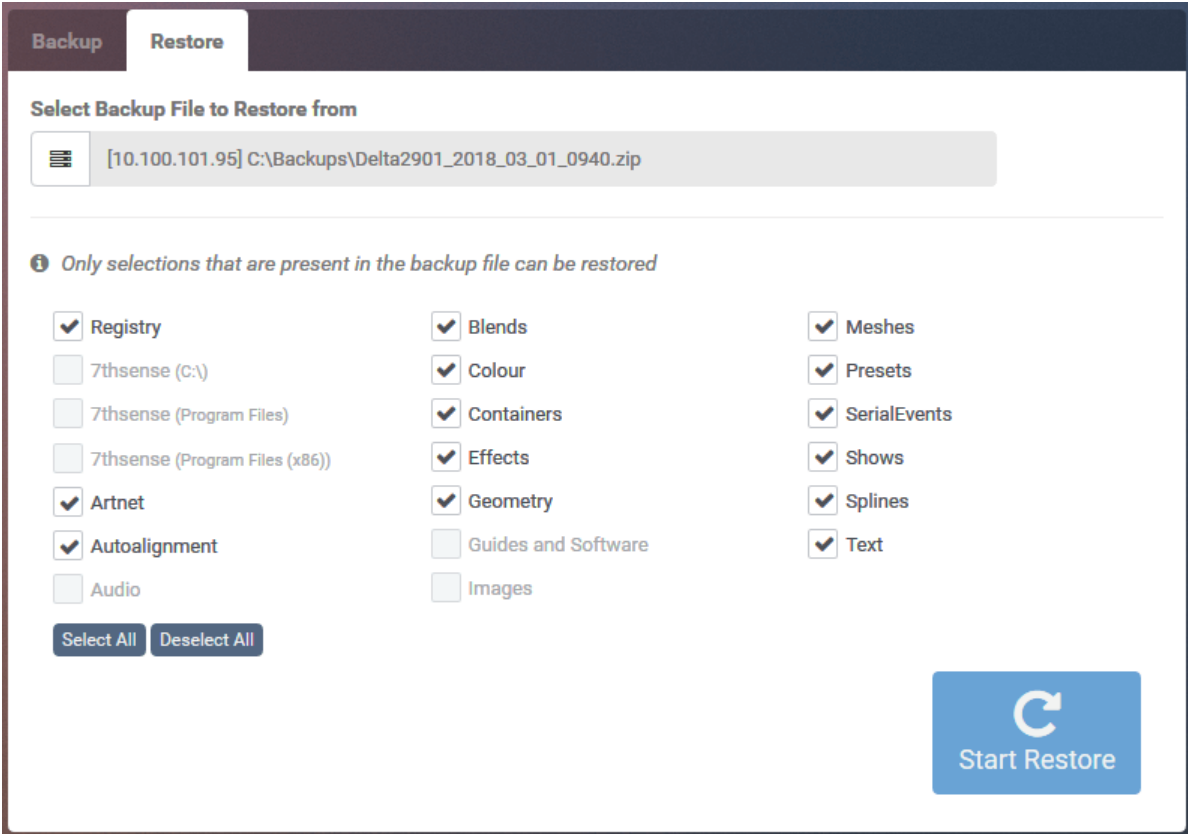 Backup
Restore
Select Backup File to Restore from
[10.100.101.95] C:\Backups\Delta2901_2018_03_01_0940.zip
Only selections that are present in the backup file can be restored
Registry
7thsense (C:\)
7thsense (Program Files)
7thsense (Program Files (x86))
Artnet
Autoalignment
Audio
Blends
Colour
Containers
Effects
Geometry
Guides and Software
Images
Meshes
Presets
SerialEvents
Shows
Splines
Text
Select All
Deselect All
Start Restore